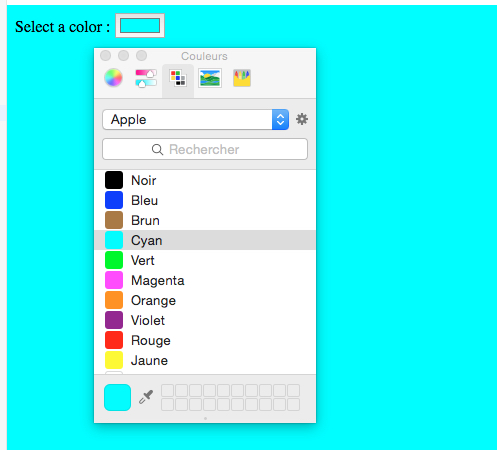 Select a color :
Couleurs
Apple
Rechercher
Noir
Bleu
Brun
Cyan
Vert
Magenta
Orange
Violet
Rouge
Jaune